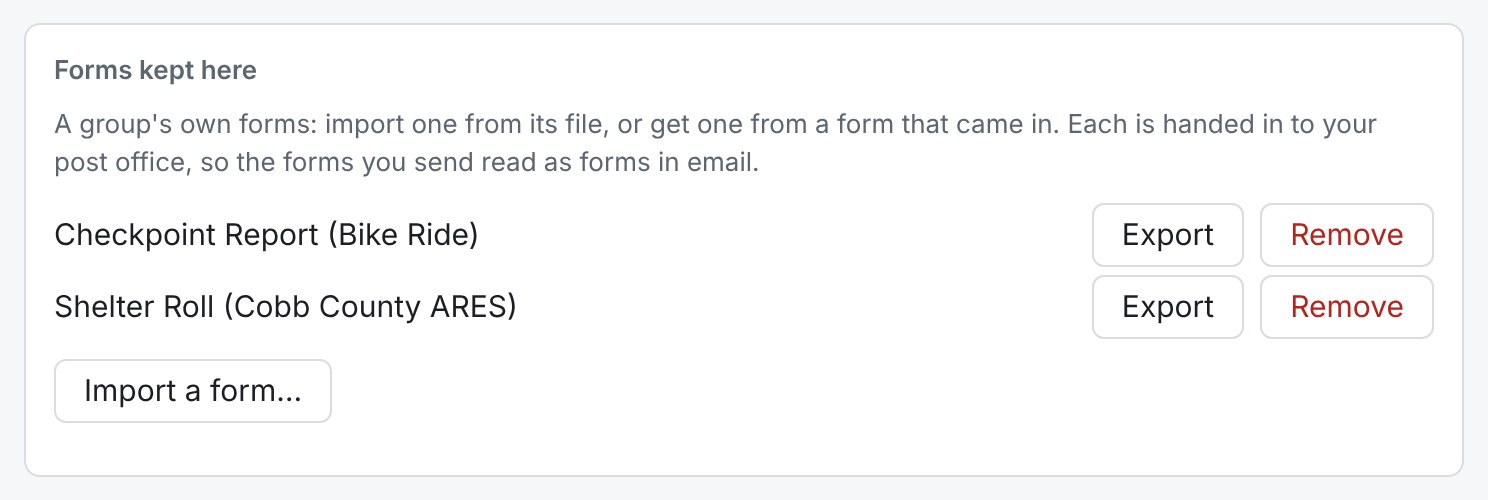 Forms kept here
A group's own forms: import one from its file, or get one from a form that came in. Each is handed in to your
post office, so the forms you send read as forms in email.
Checkpoint Report (Bike Ride) Export Remove
Shelter Roll (Cobb County ARES) Export Remove
Import a form...